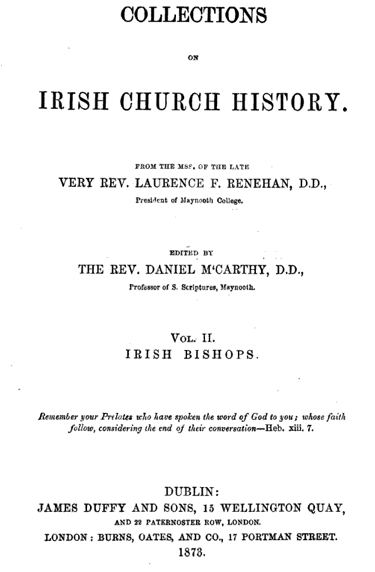 COLLECTIONS
ON
IRISH CHURCH HISTORY.
FROM THE MSS. OF THE LATE
VERY REV. LAURENCE F. RENEHAN, D.D.,
President of Maynooth College.
EDITED BY
THE REV. DANIEL M‘CARTHY, D.D.,
Professor of S. Scriptures, Maynooth.
VOL. II.
IRISH BISHOPS.
Remember your Prelates who have spoken the word of God to you; whose faith
follow, considering the end of their conversation—Heb. xiii. 7.
DUBLIN:
JAMES DUFFY AND SONS, 15 WELLINGTON QUAY,
AND 22 PATERNOSTER ROW, LONDON.
LONDON: BURNS, OATES, AND CO., 17 PORTMAN STREET.
1873.